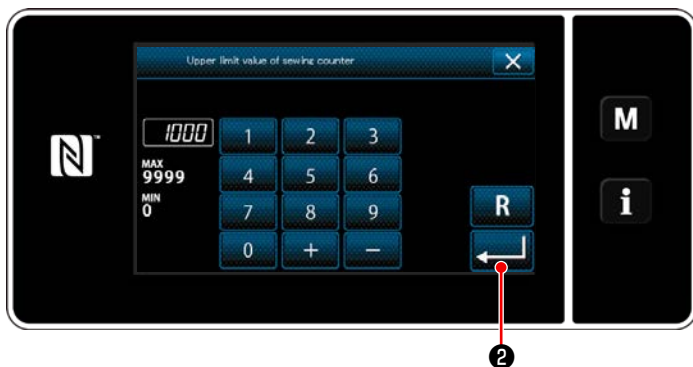 Upper limit value of sewing counter
X
1000
1 2 3
MAX
9999
4 5 6
MIN
0
7 8 9
R
0 + −
N
M
i
❷